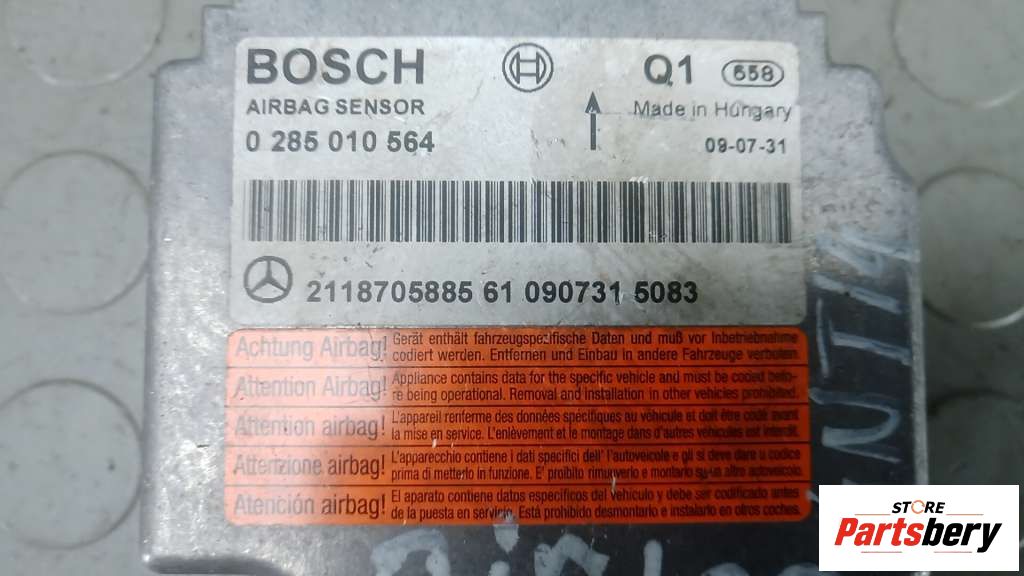 BOSCH Q1 658
AIRBAG SENSOR Made in Hungary
0 285 010 564 09-07-31
2118705885 61 090731 5083
Achtung Airbag! Gerät enthält fahrzeugspezifische Daten und muß vor Inbetriebnahme
codiert werden. Entfernen und Einbau in andere Fahrzeuge verboten.
Attention Airbag! Appliance contains data for the specific vehicle and must be coded befo-
re being operational. Removal and installation in other vehicles prohibited.
Attention airbag! L'appareil renferme des données spécifiques au véhicule et doit être codé avant
la mise en service. L'enlèvement et le montage dans d'autres véhicules est interdit.
Attenzione airbag! L'apparecchio contiene i dati specifici dell' l'autoveicolo e gli si deve dare u codice
prima di metterlo in funzione. E' proibito rimuoverlo e montarlo su un altro autoveicolo.
Atención airbag! El aparato contiene datos especificos del vehículo y debe ser codificado antes
de la puesta en servicio. Está prohibido desmontarlo e instalarlo en otros coches.
STORE
Partsbery